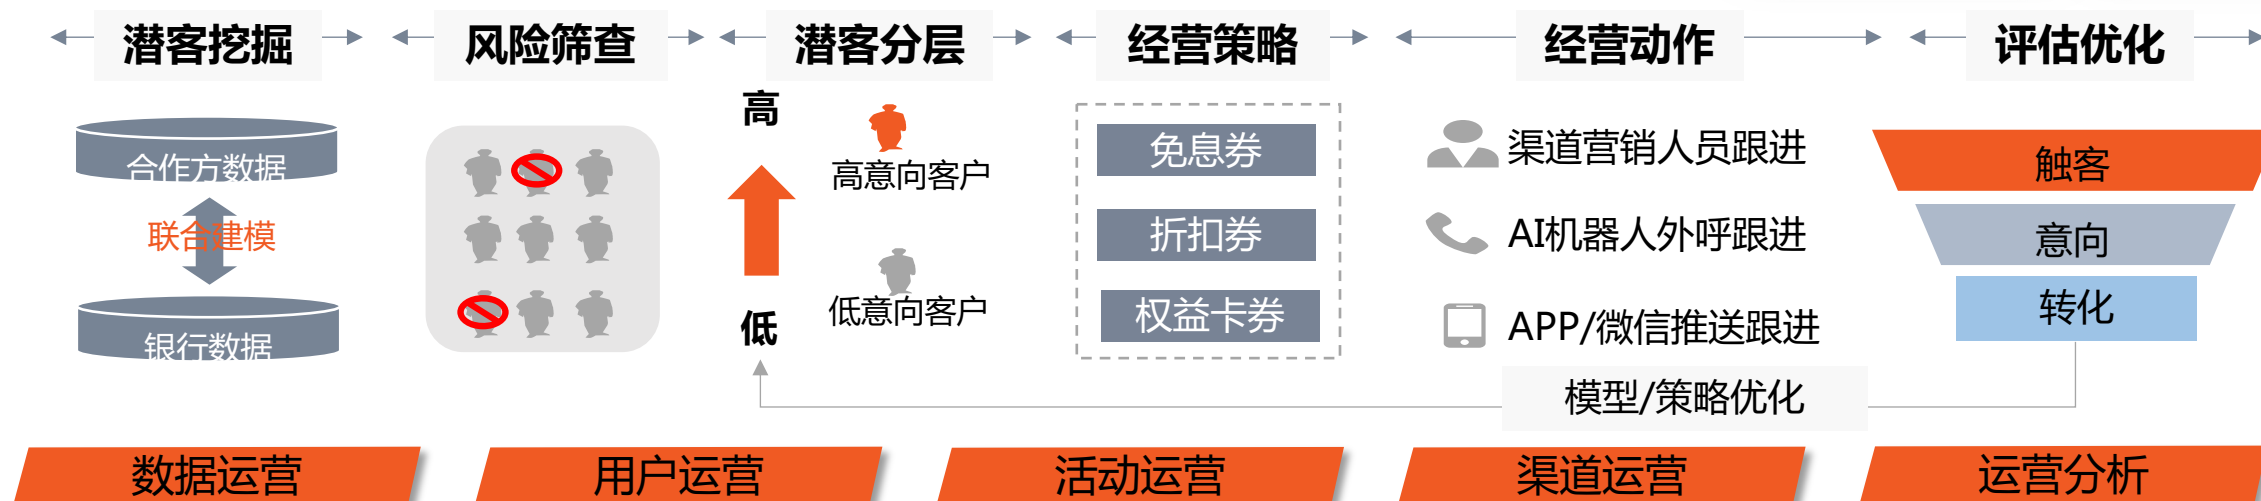 潜客挖掘
风险筛查
潜客分层
经营策略
经营动作
评估优化
合作方数据
联合建模
银行数据
高
高意向客户
低意向客户
低
免息券
折扣券
权益卡券
渠道营销人员跟进
AI机器人外呼跟进
APP/微信推送跟进
触客
意向
转化
模型/策略优化
数据运营
用户运营
活动运营
渠道运营
运营分析